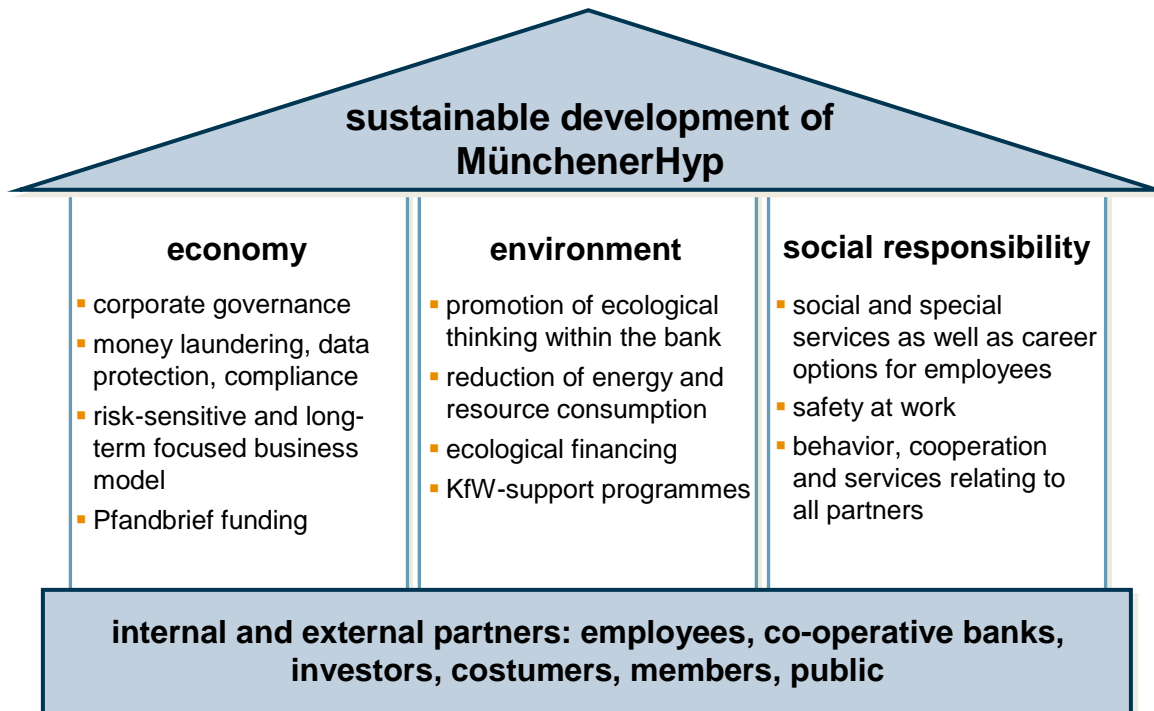 sustainable development of
MünchenerHyp
economy
corporate governance
money laundering, data
protection, compliance
risk-sensitive and long-
term focused business
model
Pfandbrief funding
environment
promotion of ecological
thinking within the bank
reduction of energy and
resource consumption
ecological financing
KfW-support programmes
social responsibility
social and special
services as well as career
options for employees
safety at work
behavior, cooperation
and services relating to
all partners
internal and external partners: employees, co-operative banks,
investors, costumers, members, public